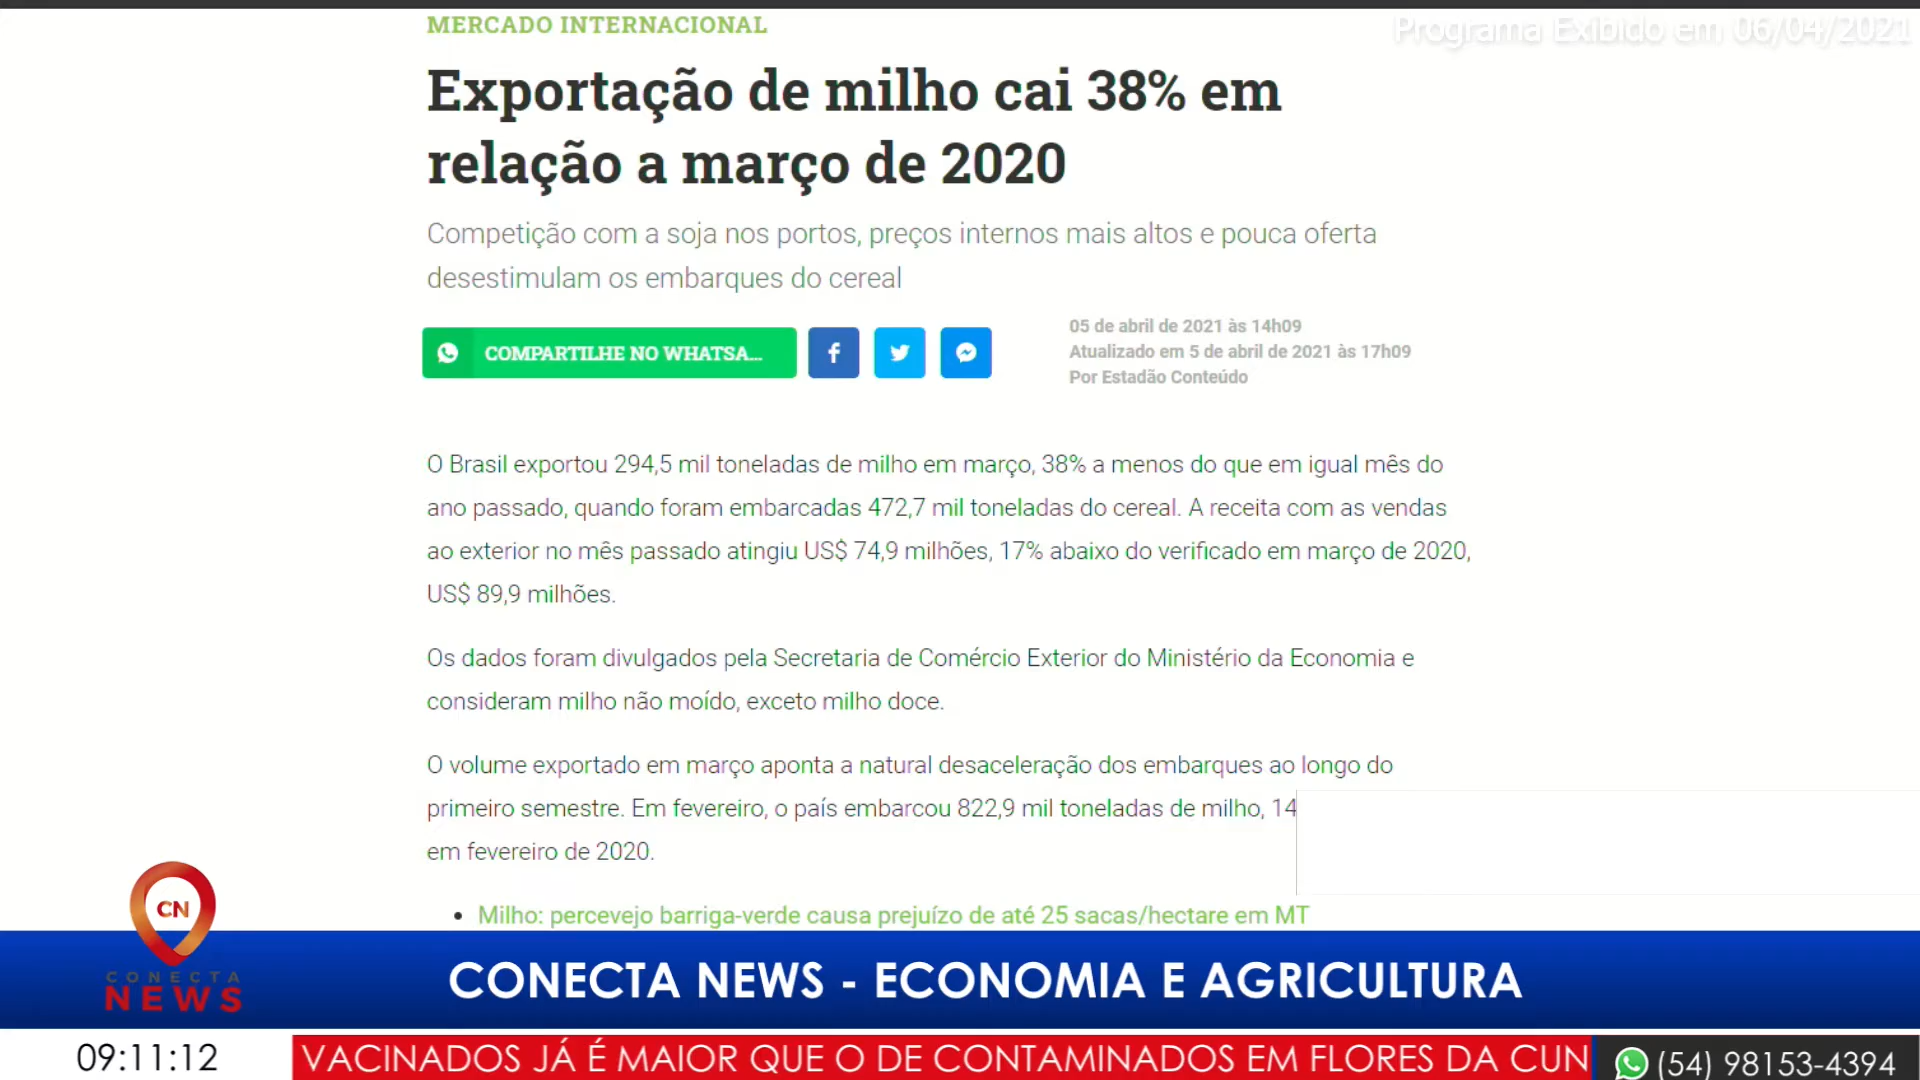 MERCADO INTERNACIONAL
Programa Exibido em 06/04/2021
Exportação de milho cai 38% em
relação a março de 2020
Competição com a soja nos portos, preços internos mais altos e pouca oferta
desestimulam os embarques do cereal
COMPARTILHE NO WHATSA...
05 de abril de 2021 às 14h09
Atualizado em 5 de abril de 2021 às 17h09
Por Estadão Conteúdo
O Brasil exportou 294,5 mil toneladas de milho em março, 38% a menos do que em igual mês do
ano passado, quando foram embarcadas 472,7 mil toneladas do cereal. A receita com as vendas
ao exterior no mês passado atingiu US$ 74,9 milhões, 17% abaixo do verificado em março de 2020,
US$ 89,9 milhões.
Os dados foram divulgados pela Secretaria de Comércio Exterior do Ministério da Economia e
consideram milho não moído, exceto milho doce.
O volume exportado em março aponta a natural desaceleração dos embarques ao longo do
primeiro semestre. Em fevereiro, o país embarcou 822,9 mil toneladas de milho, 14
em fevereiro de 2020.
• Milho: percevejo barriga-verde causa prejuízo de até 25 sacas/hectare em MT
CN
CONECTA
NEWS
CONECTA NEWS - ECONOMIA E AGRICULTURA
09:11:12
VACINADOS JÁ É MAIOR QUE O DE CONTAMINADOS EM FLORES DA CUN
(54) 98153-4394